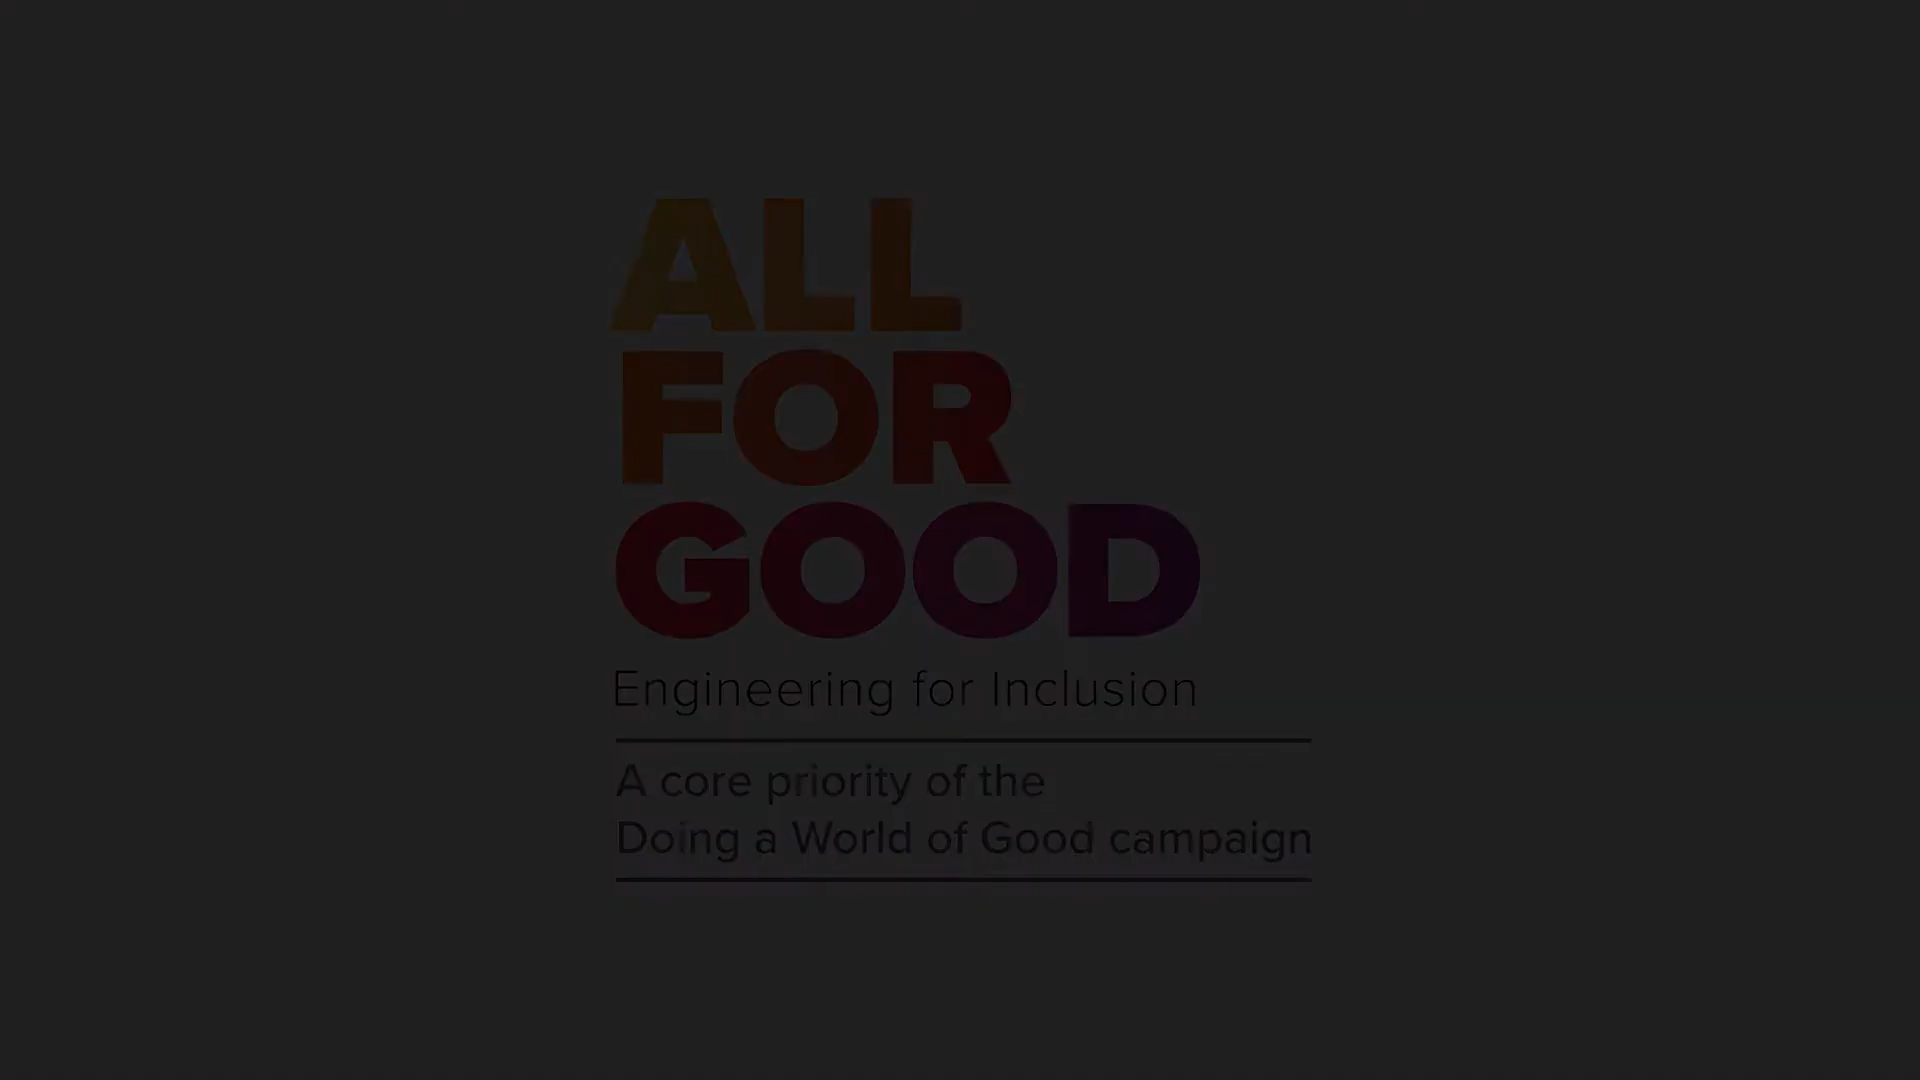 ALL
FOR
GOOD
Engineering for Inclusion
A core priority of the
Doing a World of Good campaign